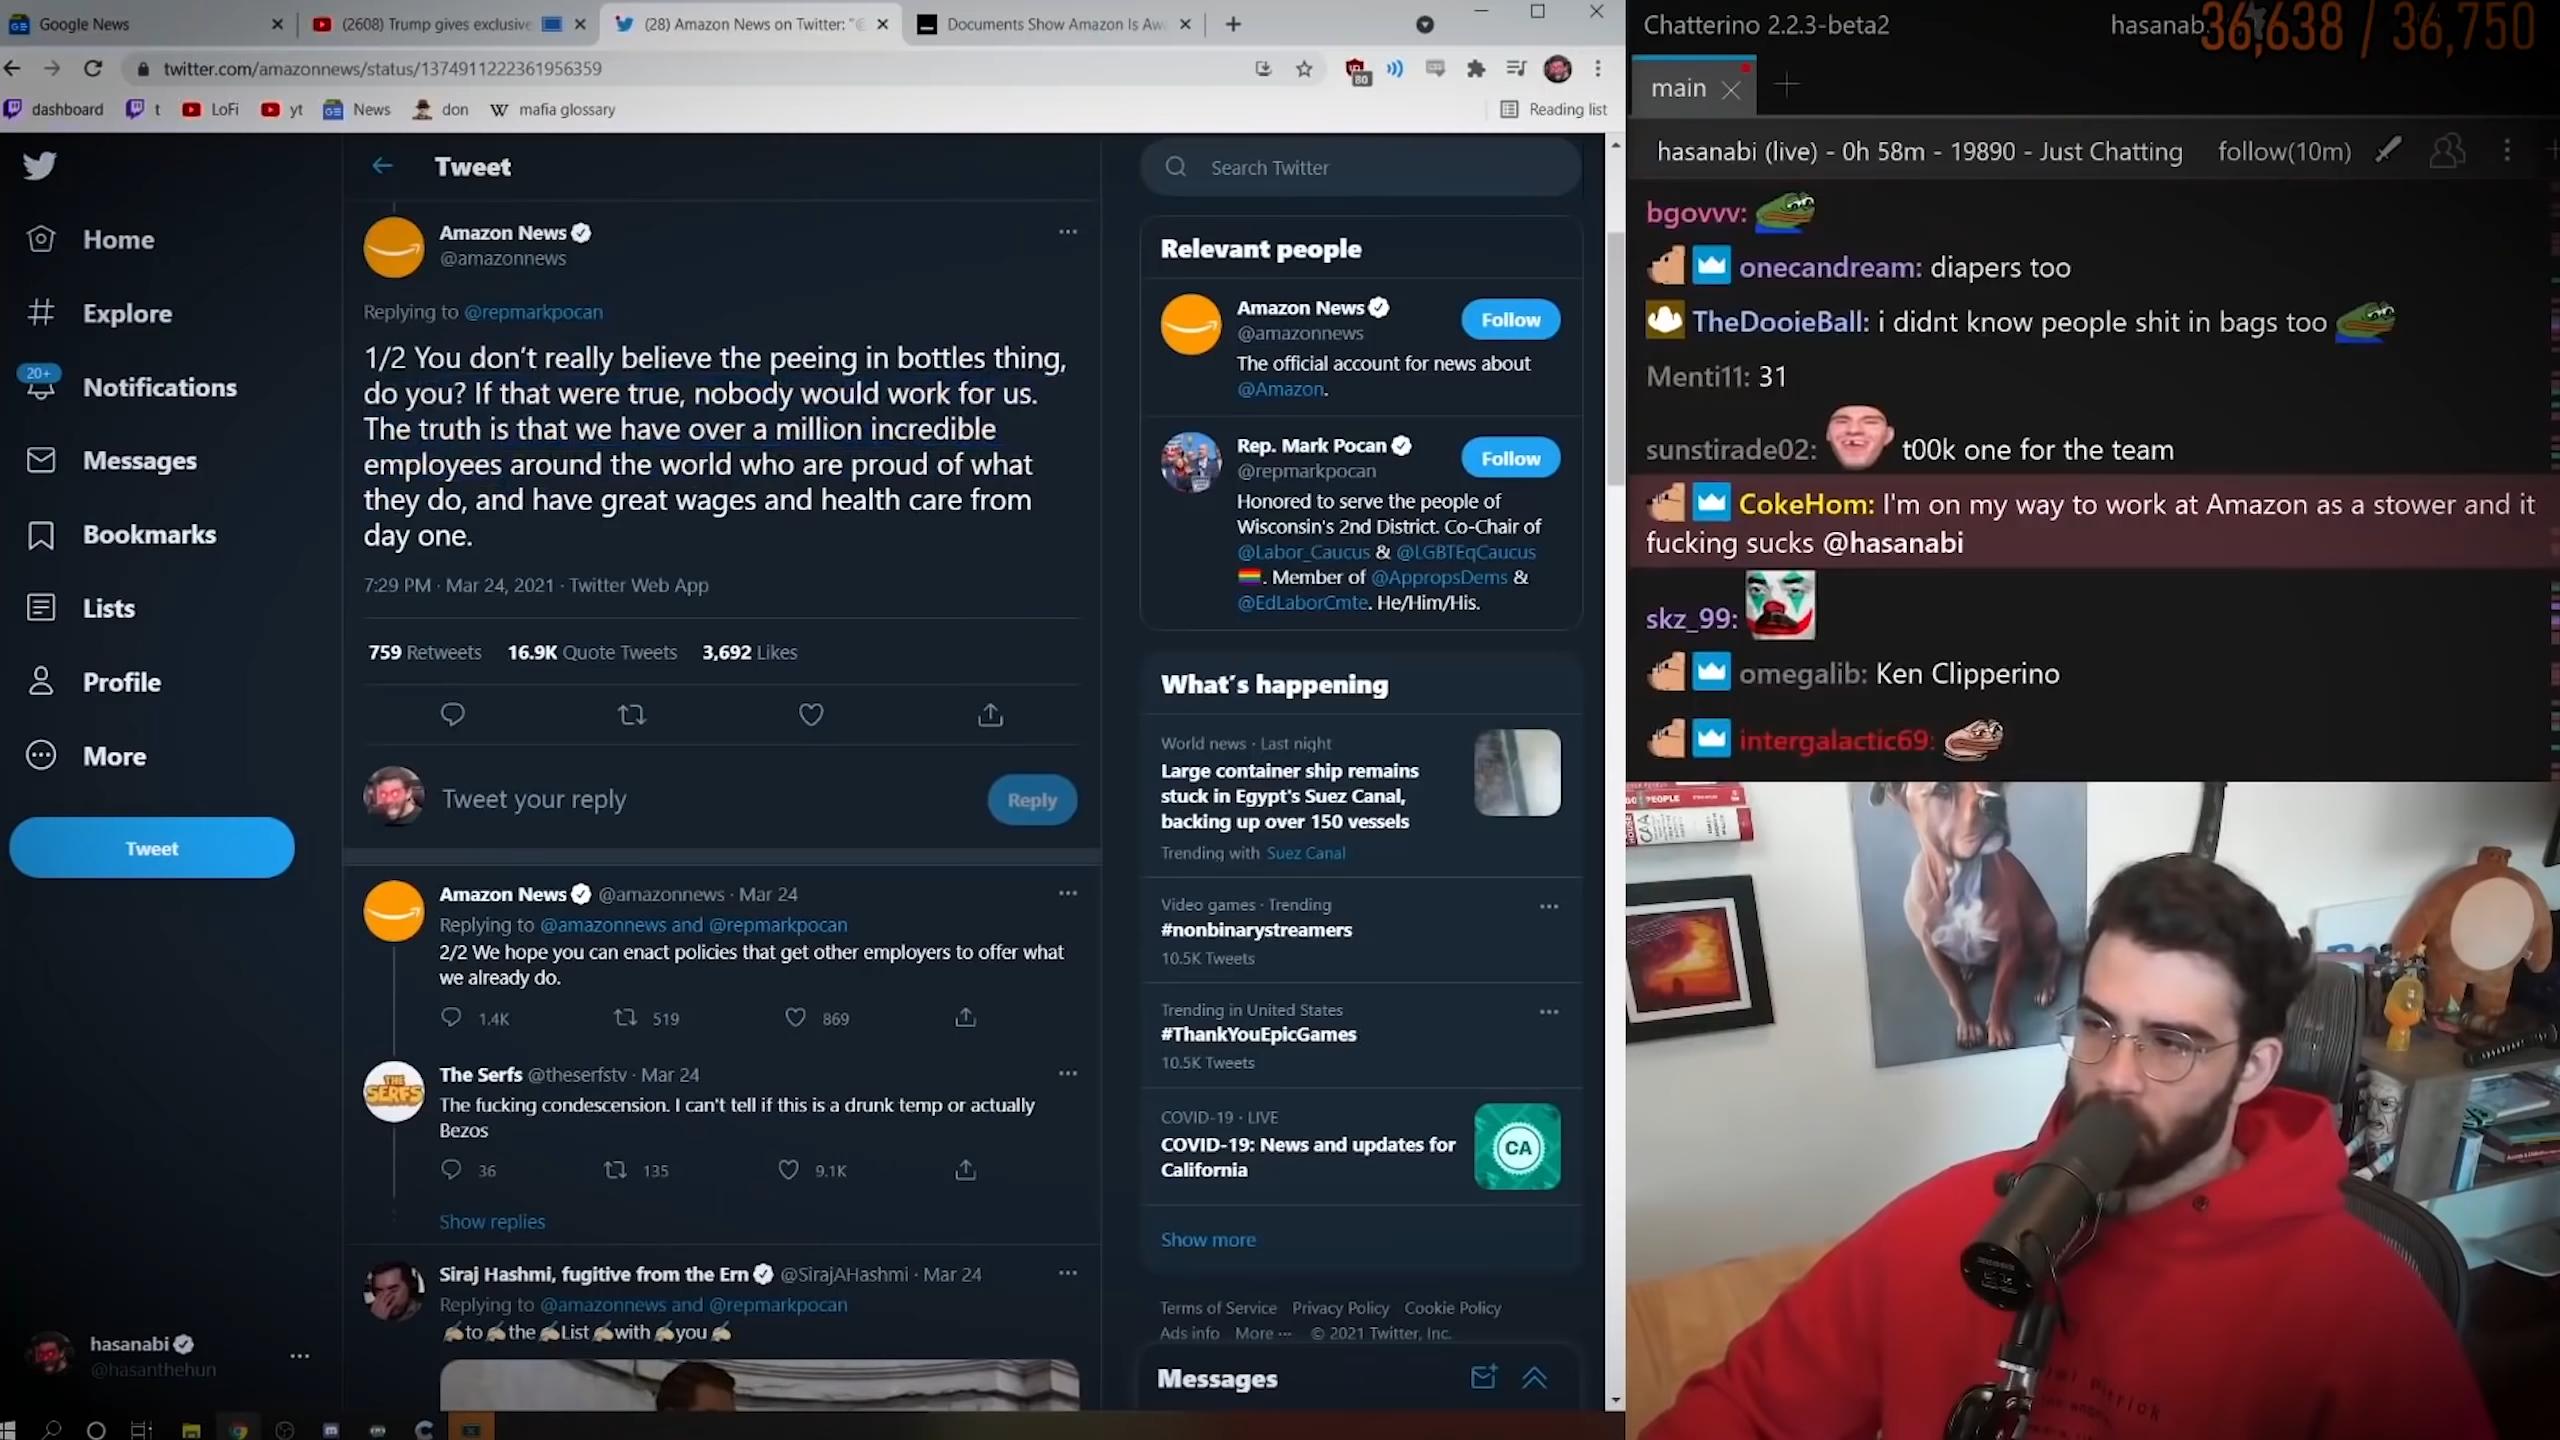 Google News
(2608) Trump gives exclusive
(28) Amazon News on Twitter: "@
Documents Show Amazon Is Aw
twitter.com/amazonnews/status/1374911222361956359
80
dashboard
t
LoFi
yt
News
don
mafia glossary
Reading list
Home
Explore
20+
Notifications
Messages
Bookmarks
Lists
Profile
More
Tweet
hasanabi
@hasanthehun
Tweet
Amazon News
@amazonnews
Replying to @repmarkpocan
1/2 You don't really believe the peeing in bottles thing,
do you? If that were true, nobody would work for us.
The truth is that we have over a million incredible
employees around the world who are proud of what
they do, and have great wages and health care from
day one.
7:29 PM · Mar 24, 2021 · Twitter Web App
759 Retweets 16.9K Quote Tweets 3,692 Likes
Tweet your reply
Reply
Amazon News @amazonnews · Mar 24
Replying to @amazonnews and @repmarkpocan
2/2 We hope you can enact policies that get other employers to offer what
we already do.
1.4K 519 869
The Serfs @theserfstv · Mar 24
The fucking condescension. I can't tell if this is a drunk temp or actually
Bezos
36 135 9.1K
Show replies
Siraj Hashmi, fugitive from the Ern @SirajAHashmi · Mar 24
Replying to @amazonnews and @repmarkpocan
✍to✍the✍List✍with✍you✍
THE
SERFS
Search Twitter
Relevant people
Amazon News
@amazonnews
Follow
The official account for news about
@Amazon.
Rep. Mark Pocan
@repmarkpocan
Follow
Honored to serve the people of
Wisconsin's 2nd District. Co-Chair of
@Labor_Caucus & @LGBTEqCaucus
🏳️‍🌈. Member of @AppropsDems &
@EdLaborCmte. He/Him/His.
What's happening
World news · Last night
Large container ship remains
stuck in Egypt's Suez Canal,
backing up over 150 vessels
Trending with Suez Canal
Video games · Trending
#nonbinarystreamers
10.5K Tweets
Trending in United States
#ThankYouEpicGames
10.5K Tweets
COVID-19 · LIVE
COVID-19: News and updates for
California
CA
Show more
Terms of Service Privacy Policy Cookie Policy
Ads info More ··· © 2021 Twitter, Inc.
Messages
Chatterino 2.2.3-beta2
hasanab
36,638 / 36,750
main
hasanabi (live) - 0h 58m - 19890 - Just Chatting
follow(10m)
bgovvv:
onecandream: diapers too
TheDooieBall: i didnt know people shit in bags too
Menti11: 31
sunstirade02: t00k one for the team
CokeHom: I'm on my way to work at Amazon as a stower and it
fucking sucks @hasanabi
skz_99:
omegalib: Ken Clipperino
intergalactic69:
PEOPLE